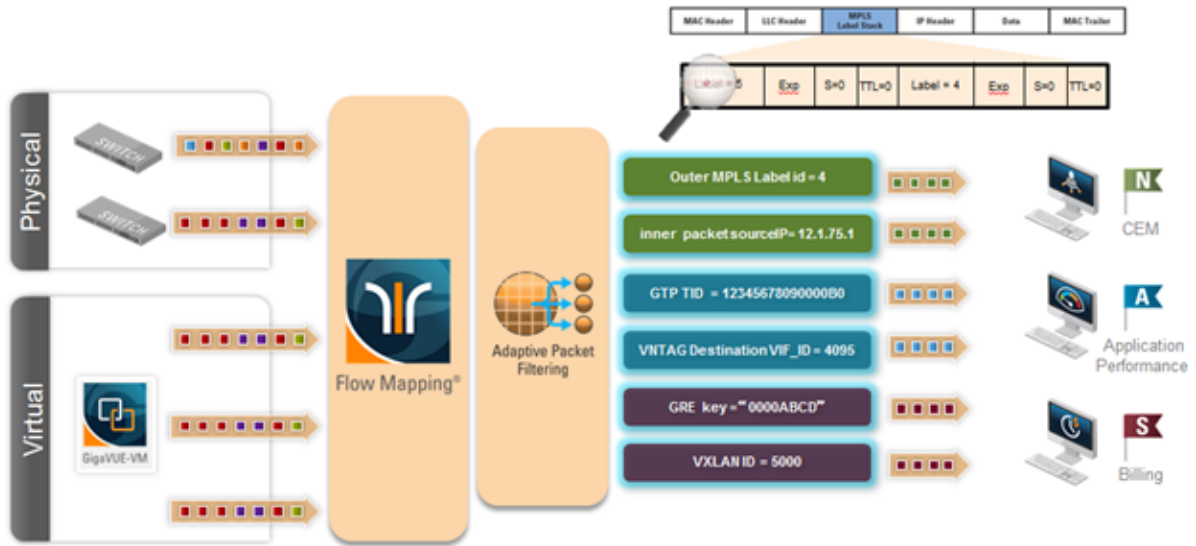 MAC Header
LLC Header
MPLS
Label Stack
IP Header
Data
MAC Trailer
Label = 5
Exp
S=0
TTL=0
Label = 4
Exp
S=0
TTL=0
Physical
SWITCH
SWITCH
Virtual
GigaVUE-VM
Flow Mapping®
Adaptive Packet
Filtering
Outer MPLS Label id = 4
inner packetsourceIP= 12.1.75.1
GTP TID = 12345678090000B0
VNTAG Destination VIF_ID = 4095
GRE key =“0000ABCD”
VXLAN ID = 5000
N
CEM
A
Application
Performance
S
Billing